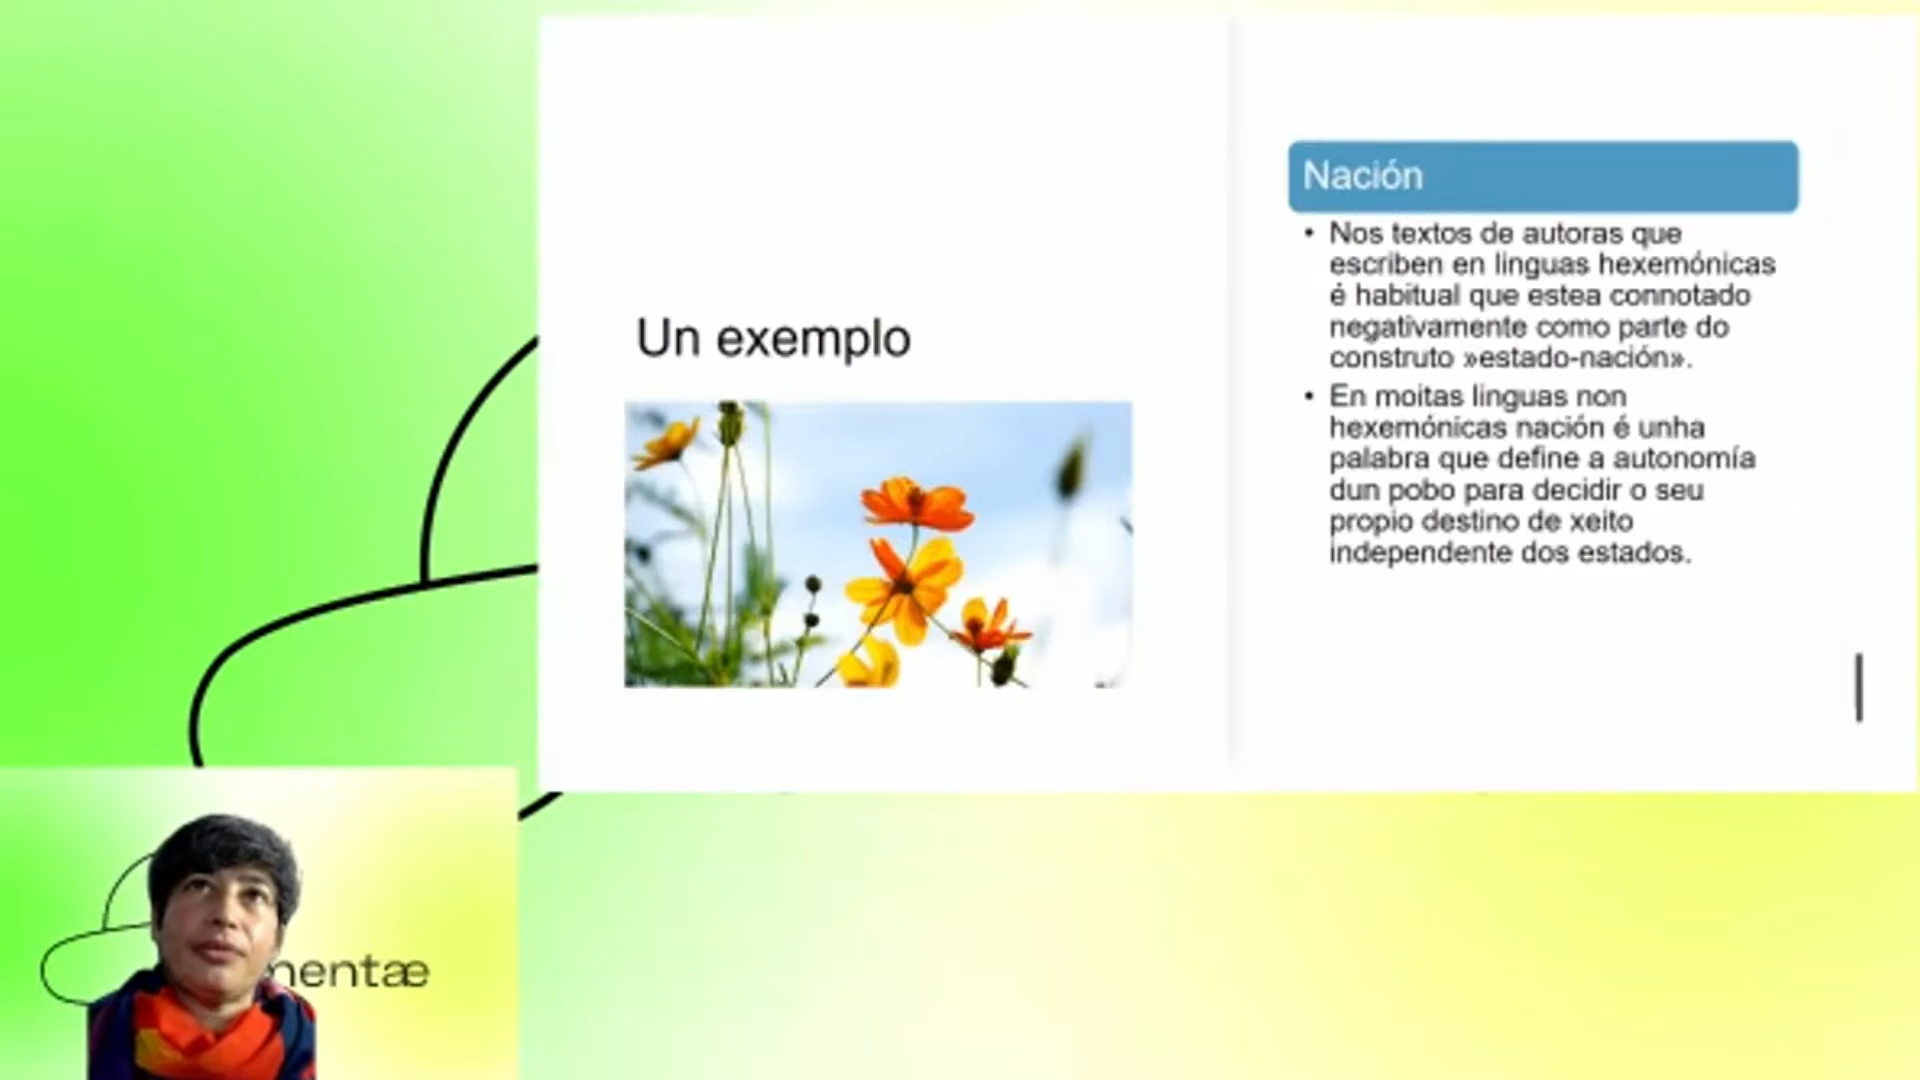 Un exemplo
Nación
• Nos textos de autoras que
escriben en linguas hexemónicas
é habitual que estea connotado
negativamente como parte do
construto »estado-nación».
• En moitas linguas non
hexemónicas nación é unha
palabra que define a autonomía
dun pobo para decidir o seu
propio destino de xeito
independente dos estados.